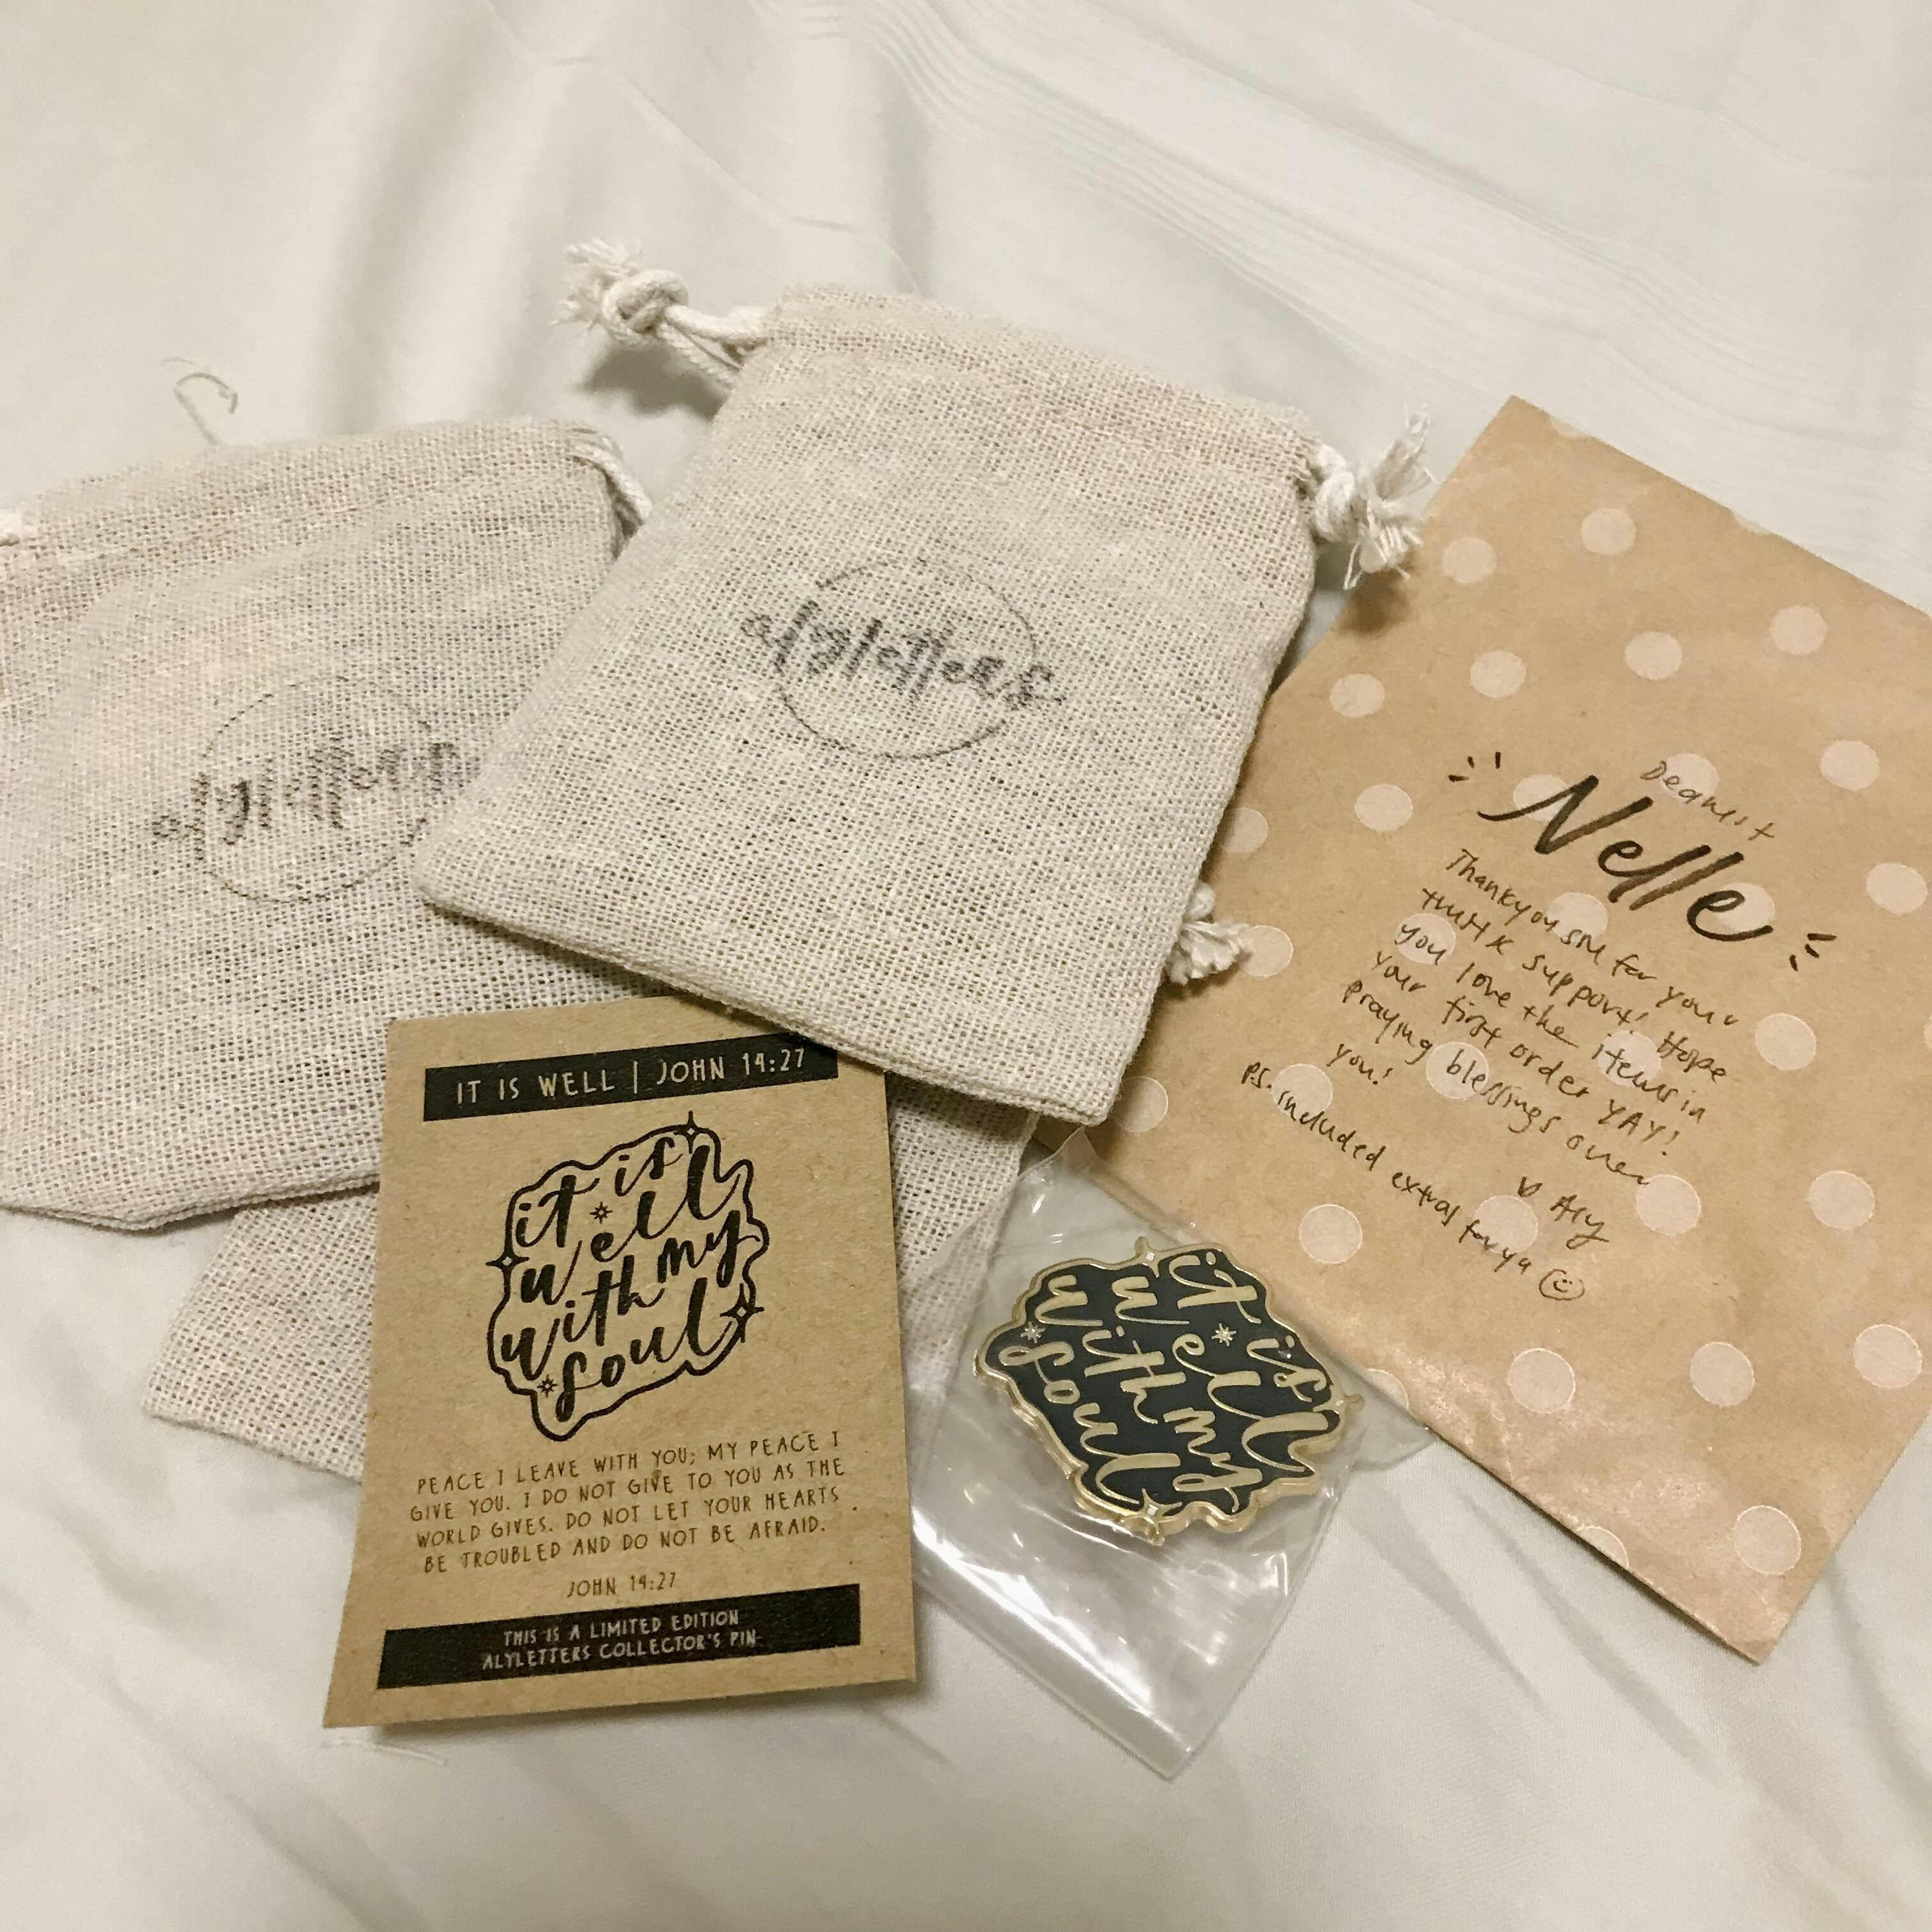 alyletters
alyletters
Dearest
Nelle
Thankyou sm for your
support! Hope
you love the items in
your first order YAY!
Praying blessings over
you!
♡ Aly
P.S. included extras for ya ☺
IT IS WELL | JOHN 14:27
it is
well
with my
soul
PEACE I LEAVE WITH YOU; MY PEACE I
GIVE YOU. I DO NOT GIVE TO YOU AS THE
WORLD GIVES. DO NOT LET YOUR HEARTS
BE TROUBLED AND DO NOT BE AFRAID.
JOHN 14:27
THIS IS A LIMITED EDITION
ALYLETTERS COLLECTOR'S PIN
it is
well
with my
soul